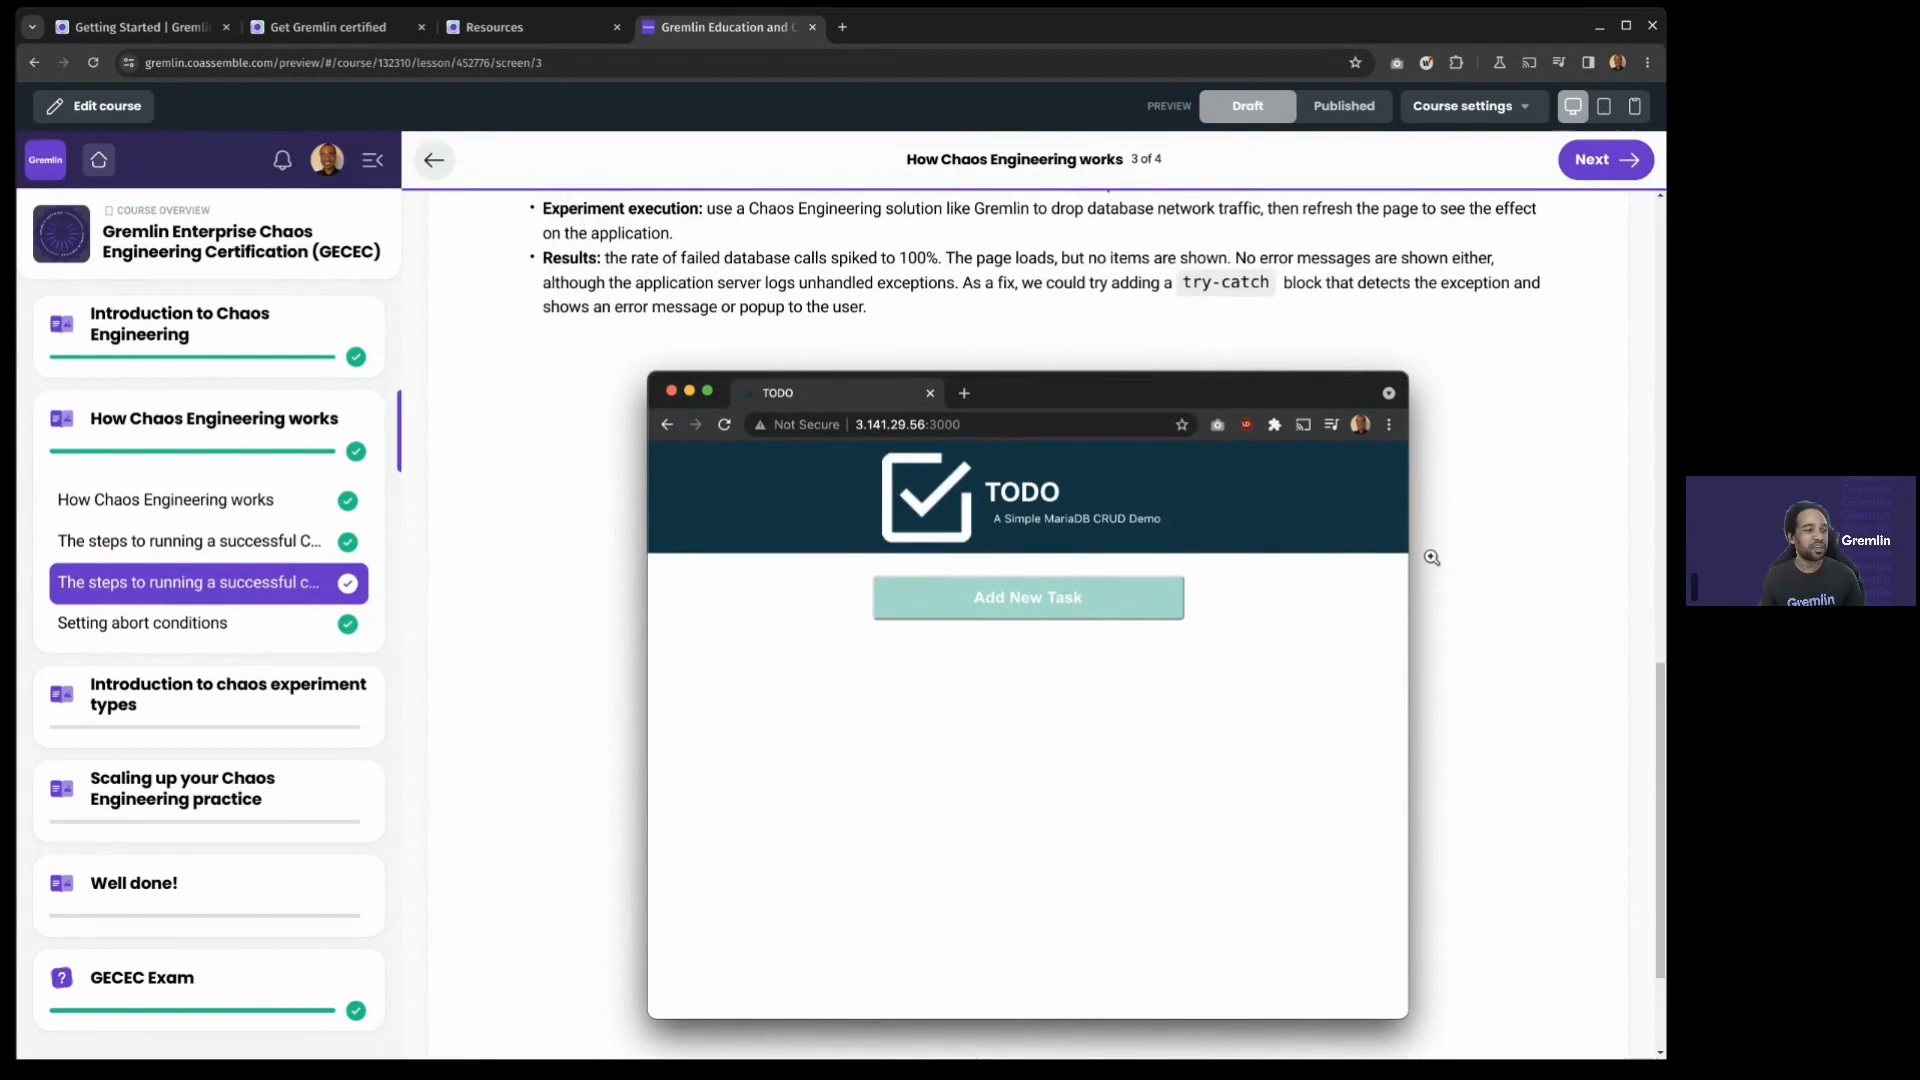 Getting Started | Gremli
Get Gremlin certified
Resources
Gremlin Education and C
gremlin.coassemble.com/preview/#/course/132310/lesson/452776/screen/3
Edit course
PREVIEW
Draft
Published
Course settings
Gremlin
How Chaos Engineering works 3 of 4
Next
COURSE OVERVIEW
Gremlin Enterprise Chaos
Engineering Certification (GECEC)
Introduction to Chaos
Engineering
How Chaos Engineering works
How Chaos Engineering works
The steps to running a successful C...
The steps to running a successful c...
Setting abort conditions
Introduction to chaos experiment
types
Scaling up your Chaos
Engineering practice
Well done!
GECEC Exam
• Experiment execution: use a Chaos Engineering solution like Gremlin to drop database network traffic, then refresh the page to see the effect
on the application.
• Results: the rate of failed database calls spiked to 100%. The page loads, but no items are shown. No error messages are shown either,
although the application server logs unhandled exceptions. As a fix, we could try adding a try-catch block that detects the exception and
shows an error message or popup to the user.
TODO
Not Secure | 3.141.29.56:3000
TODO
A Simple MariaDB CRUD Demo
Add New Task
Gremlin
Gremlin